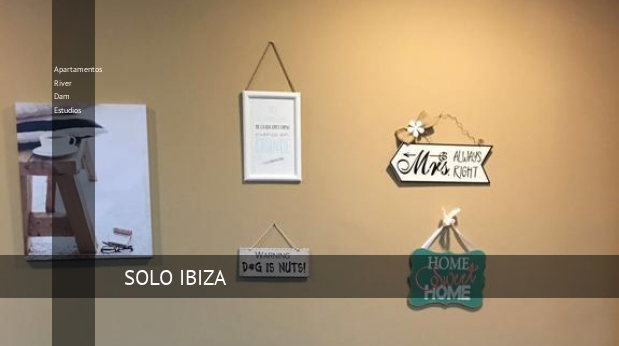 Apartamentos
River
Dam
Estudios
Mrs. ALWAYS
RIGHT
WARNING
DOG IS NUTS!
HOME
Sweet
HOME
SOLO IBIZA